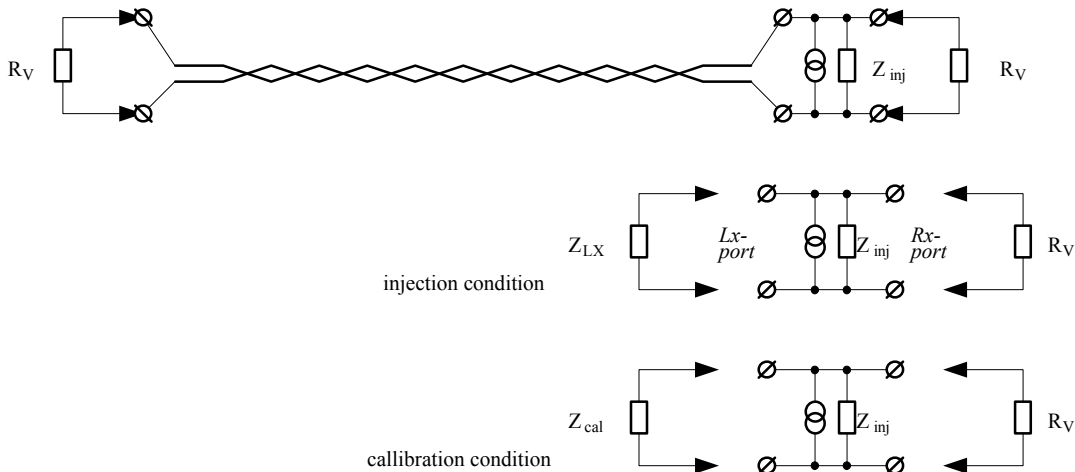 R_V Z_inj R_V
Z_LX Lx-port Z_inj Rx-port R_V
injection condition
Z_cal Z_inj R_V
callibration condition